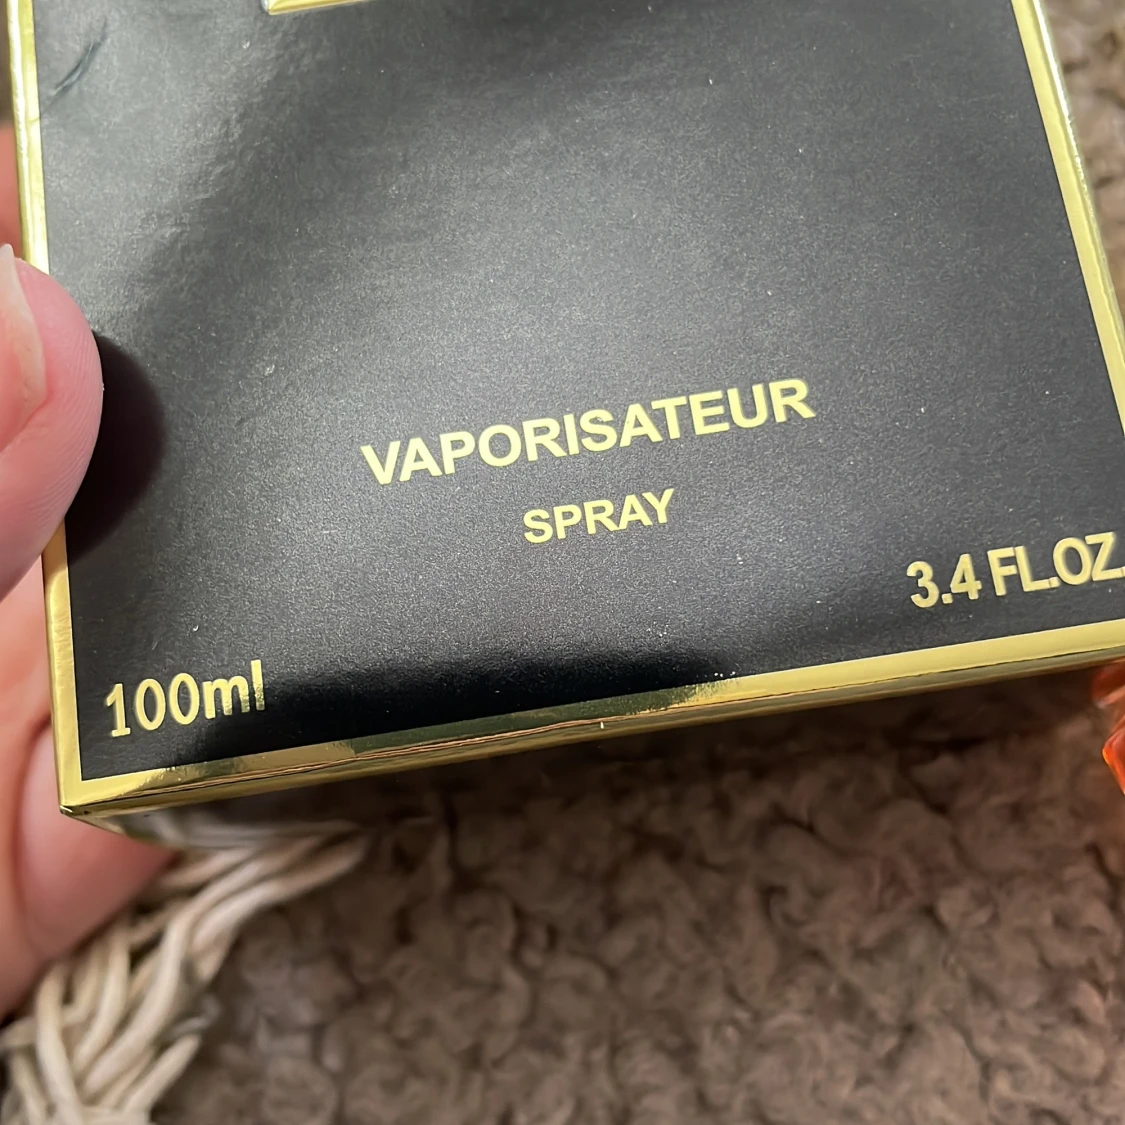 VAPORISATEUR
SPRAY
3.4 FL.OZ.
100ml